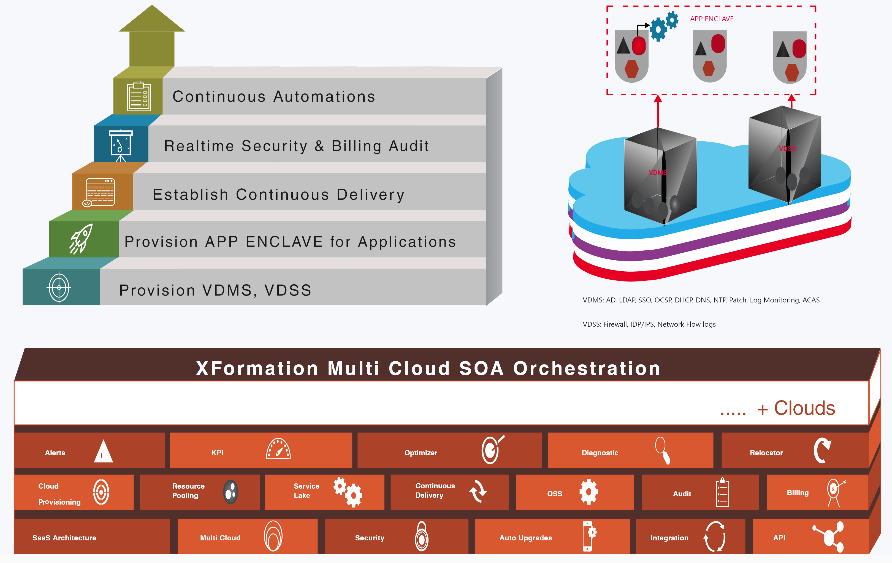 Continuous Automations
Realtime Security & Billing Audit
Establish Continuous Delivery
Provision APP ENCLAVE for Applications
Provision VDMS, VDSS
APP ENCLAVE
VDMS
VDSS
VDMS: AD, LDAP, SSO, OCSP, DHCP, DNS, NTP, Patch, Log Monitoring, ACAS
VDSS: Firewall, IDP/IPS, Network Flow logs
XFormation Multi Cloud SOA Orchestration
..... + Clouds
Alerts
KPI
Optimizer
Diagnostic
Relocator
Cloud
Provisioning
Resource
Pooling
Service
Lake
Continuous
Delivery
OSS
Audit
Billing
SaaS Architecture
Multi Cloud
Security
Auto Upgrades
Integration
API